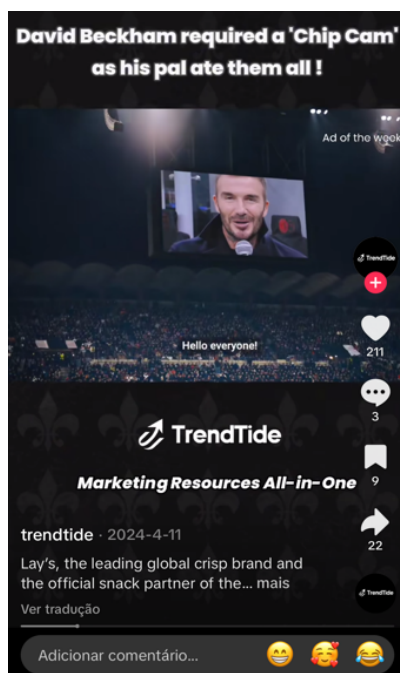 David Beckham required a 'Chip Cam'
as his pal ate them all !
Ad of the week
TrendTide
211
Hello everyone!
3
TrendTide
Marketing Resources All-in-One
9
trendtide · 2024-4-11
22
Lay's, the leading global crisp brand and
the official snack partner of the... mais
TrendTide
Ver tradução
Adicionar comentário...